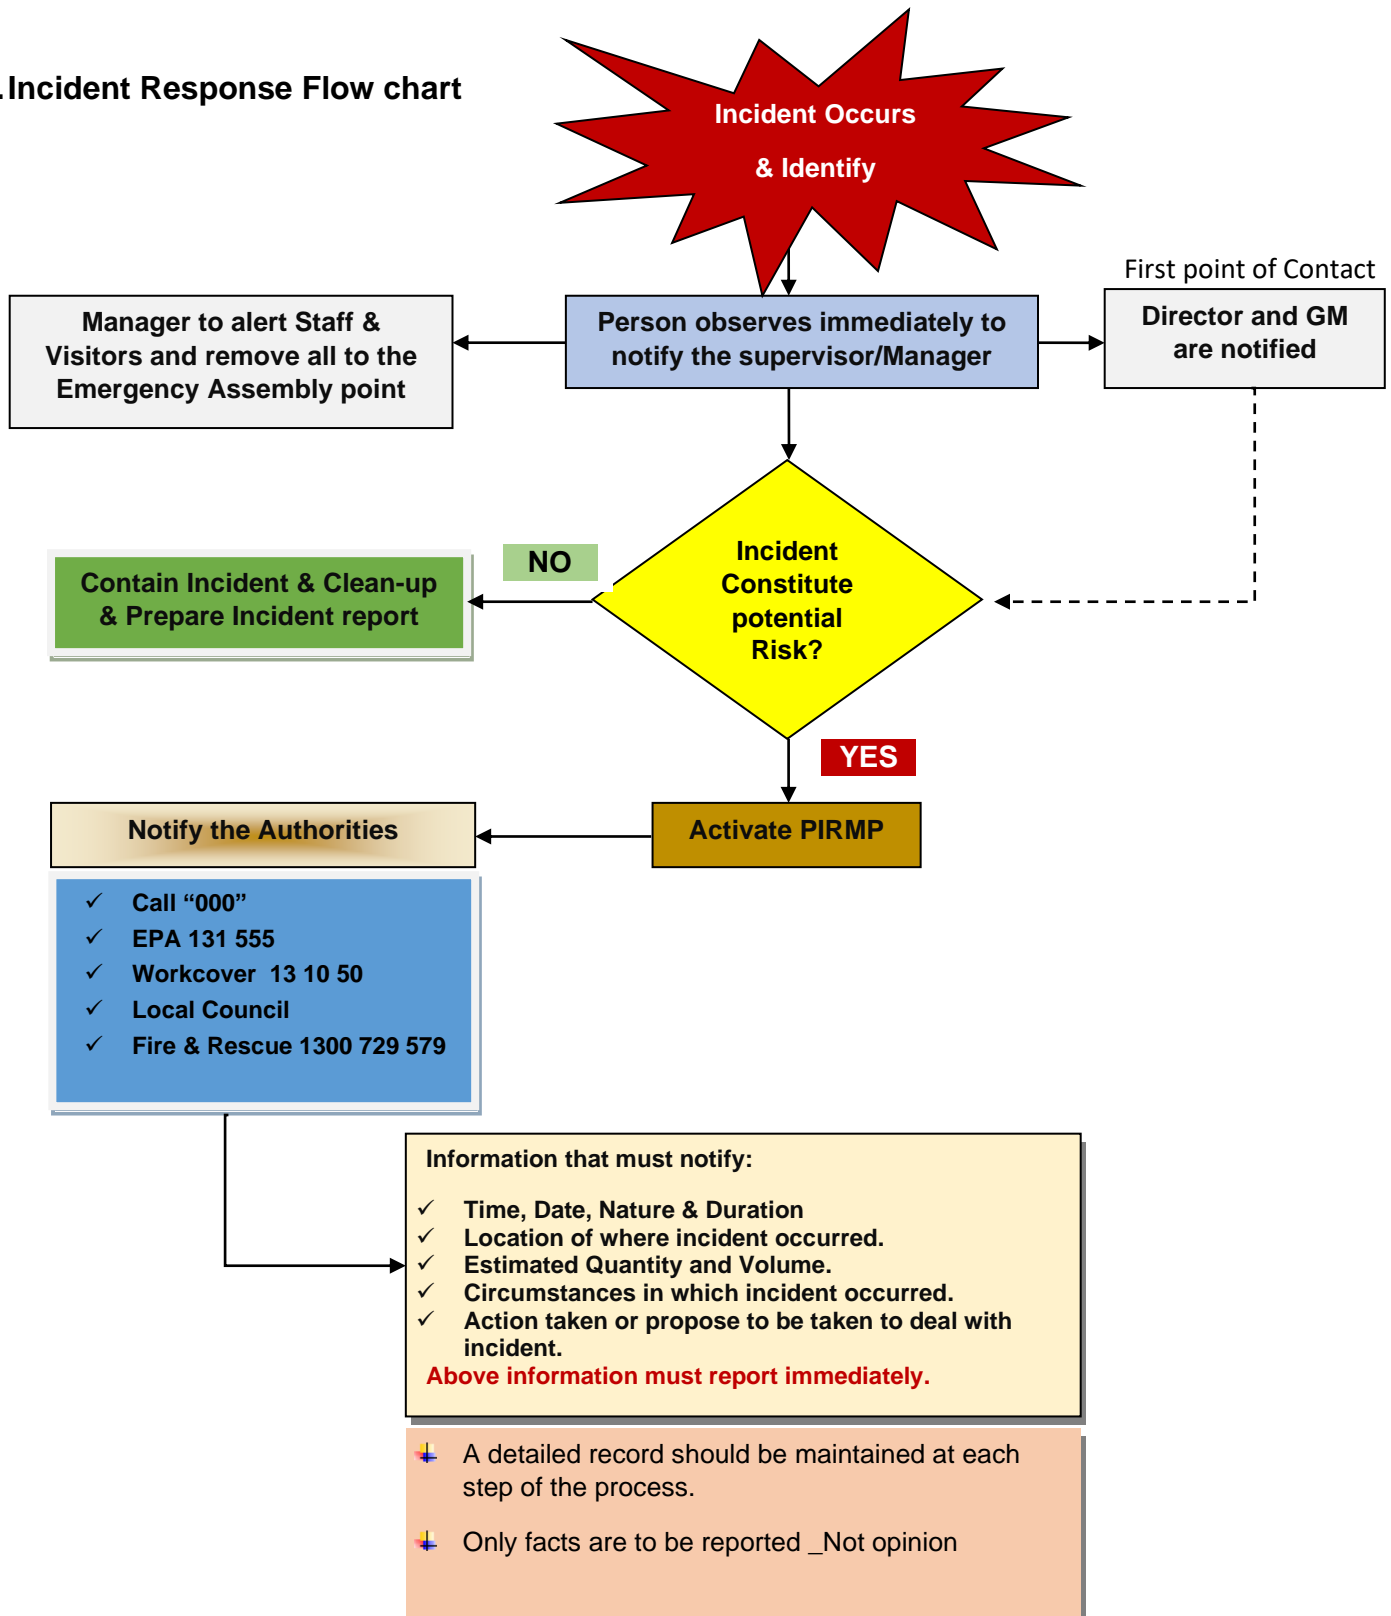 . Incident Response Flow chart
Incident Occurs
& Identify
First point of Contact
Manager to alert Staff &
Visitors and remove all to the
Emergency Assembly point
Person observes immediately to
notify the supervisor/Manager
Director and GM
are notified
Incident
Constitute
potential
Risk?
NO
Contain Incident & Clean-up
& Prepare Incident report
YES
Notify the Authorities
Activate PIRMP
✓ Call “000”
✓ EPA 131 555
✓ Workcover 13 10 50
✓ Local Council
✓ Fire & Rescue 1300 729 579
Information that must notify:
✓ Time, Date, Nature & Duration
✓ Location of where incident occurred.
✓ Estimated Quantity and Volume.
✓ Circumstances in which incident occurred.
✓ Action taken or propose to be taken to deal with
incident.
Above information must report immediately.
A detailed record should be maintained at each
step of the process.
Only facts are to be reported _Not opinion